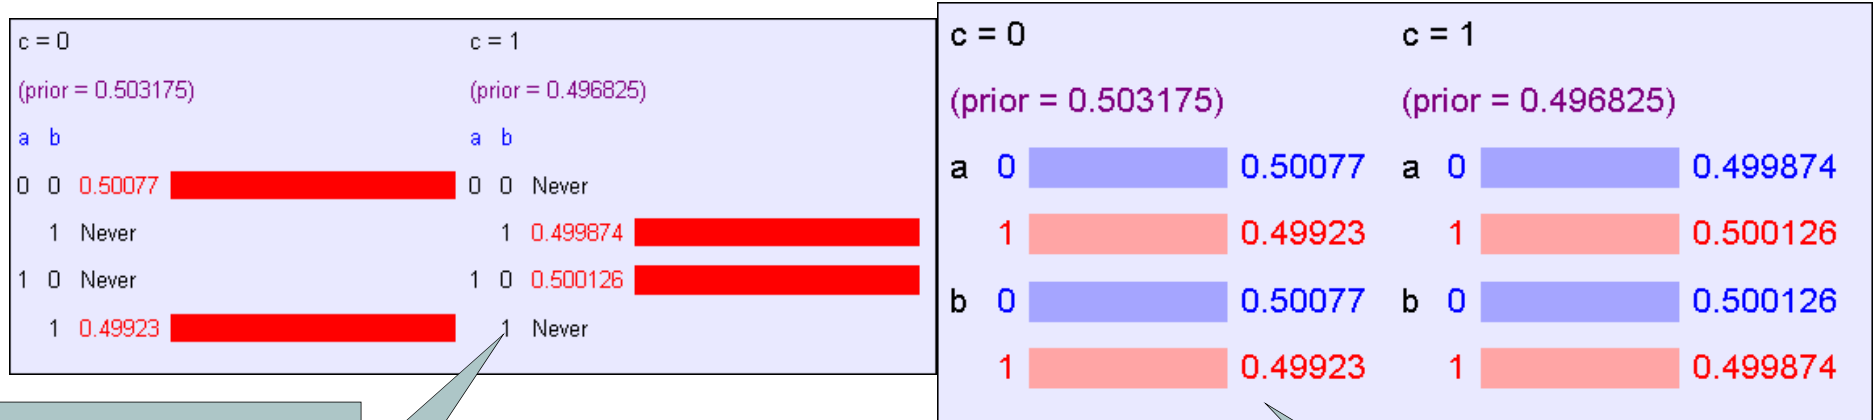 c = 0 c = 1
(prior = 0.503175) (prior = 0.496825)
a b a b
0 0 0.50077 0 0 Never
1 Never 1 0.499874
1 0 Never 1 0 0.500126
1 0.49923 1 Never
c = 0 c = 1
(prior = 0.503175) (prior = 0.496825)
a 0 0.50077 a 0 0.499874
1 0.49923 1 0.500126
b 0 0.50077 b 0 0.500126
1 0.49923 1 0.499874